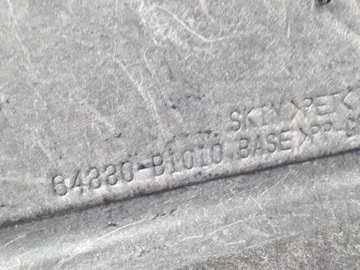 SKIN >PET<
64330-B1010 BASE >PP-